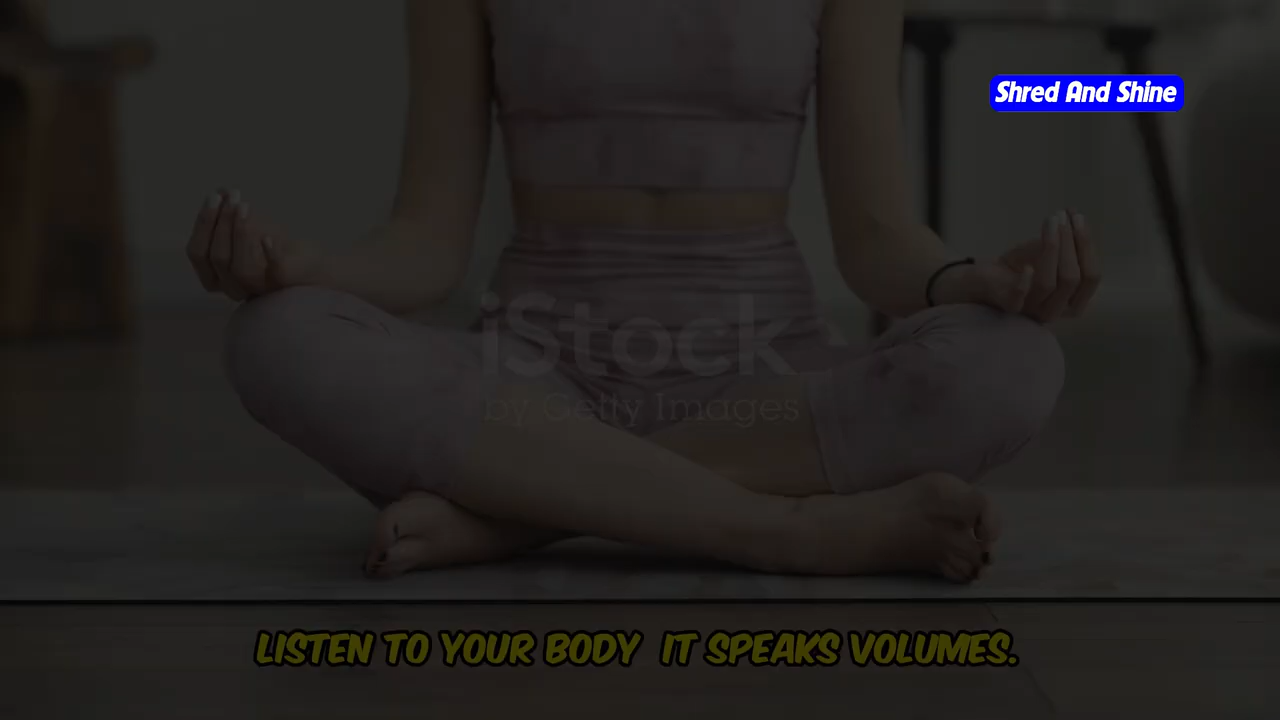 Shred And Shine
iStock
by Getty Images
LISTEN TO YOUR BODY IT SPEAKS VOLUMES.